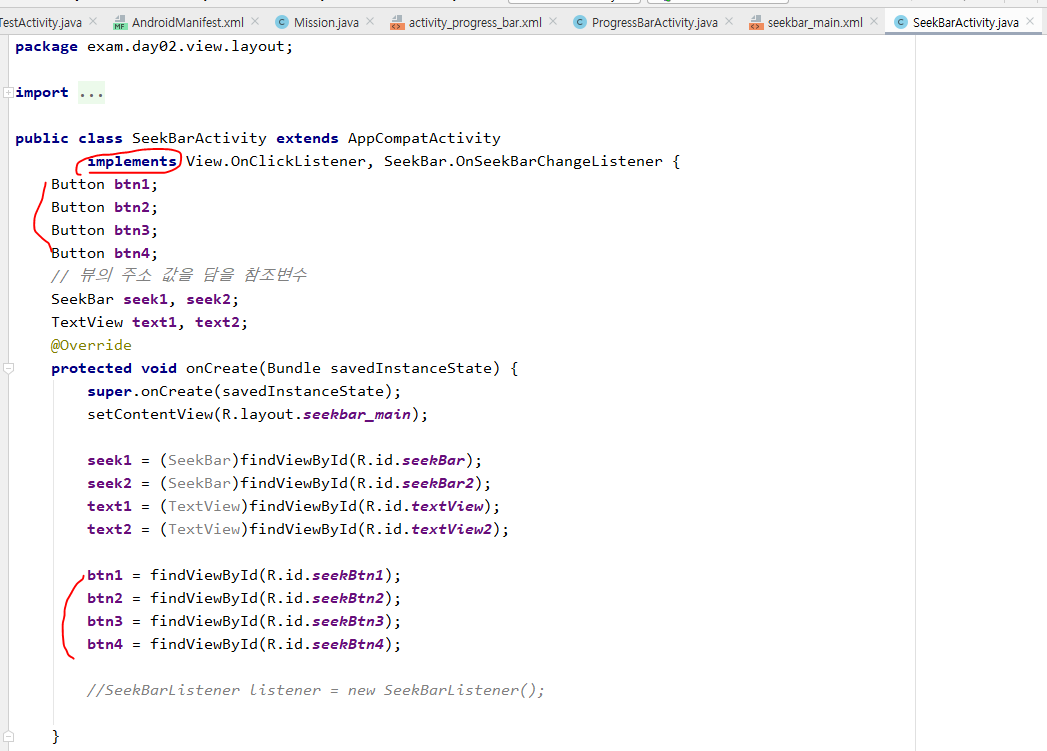 TestActivity.java AndroidManifest.xml Mission.java activity_progress_bar.xml ProgressBarActivity.java seekbar_main.xml SeekBarActivity.java
package exam.day02.view.layout;
import ...
public class SeekBarActivity extends AppCompatActivity
implements View.OnClickListener, SeekBar.OnSeekBarChangeListener {
Button btn1;
Button btn2;
Button btn3;
Button btn4;
// 뷰의 주소 값을 담을 참조변수
SeekBar seek1, seek2;
TextView text1, text2;
@Override
protected void onCreate(Bundle savedInstanceState) {
super.onCreate(savedInstanceState);
setContentView(R.layout.seekbar_main);
seek1 = (SeekBar)findViewById(R.id.seekBar);
seek2 = (SeekBar)findViewById(R.id.seekBar2);
text1 = (TextView)findViewById(R.id.textView);
text2 = (TextView)findViewById(R.id.textView2);
btn1 = findViewById(R.id.seekBtn1);
btn2 = findViewById(R.id.seekBtn2);
btn3 = findViewById(R.id.seekBtn3);
btn4 = findViewById(R.id.seekBtn4);
//SeekBarListener listener = new SeekBarListener();
}